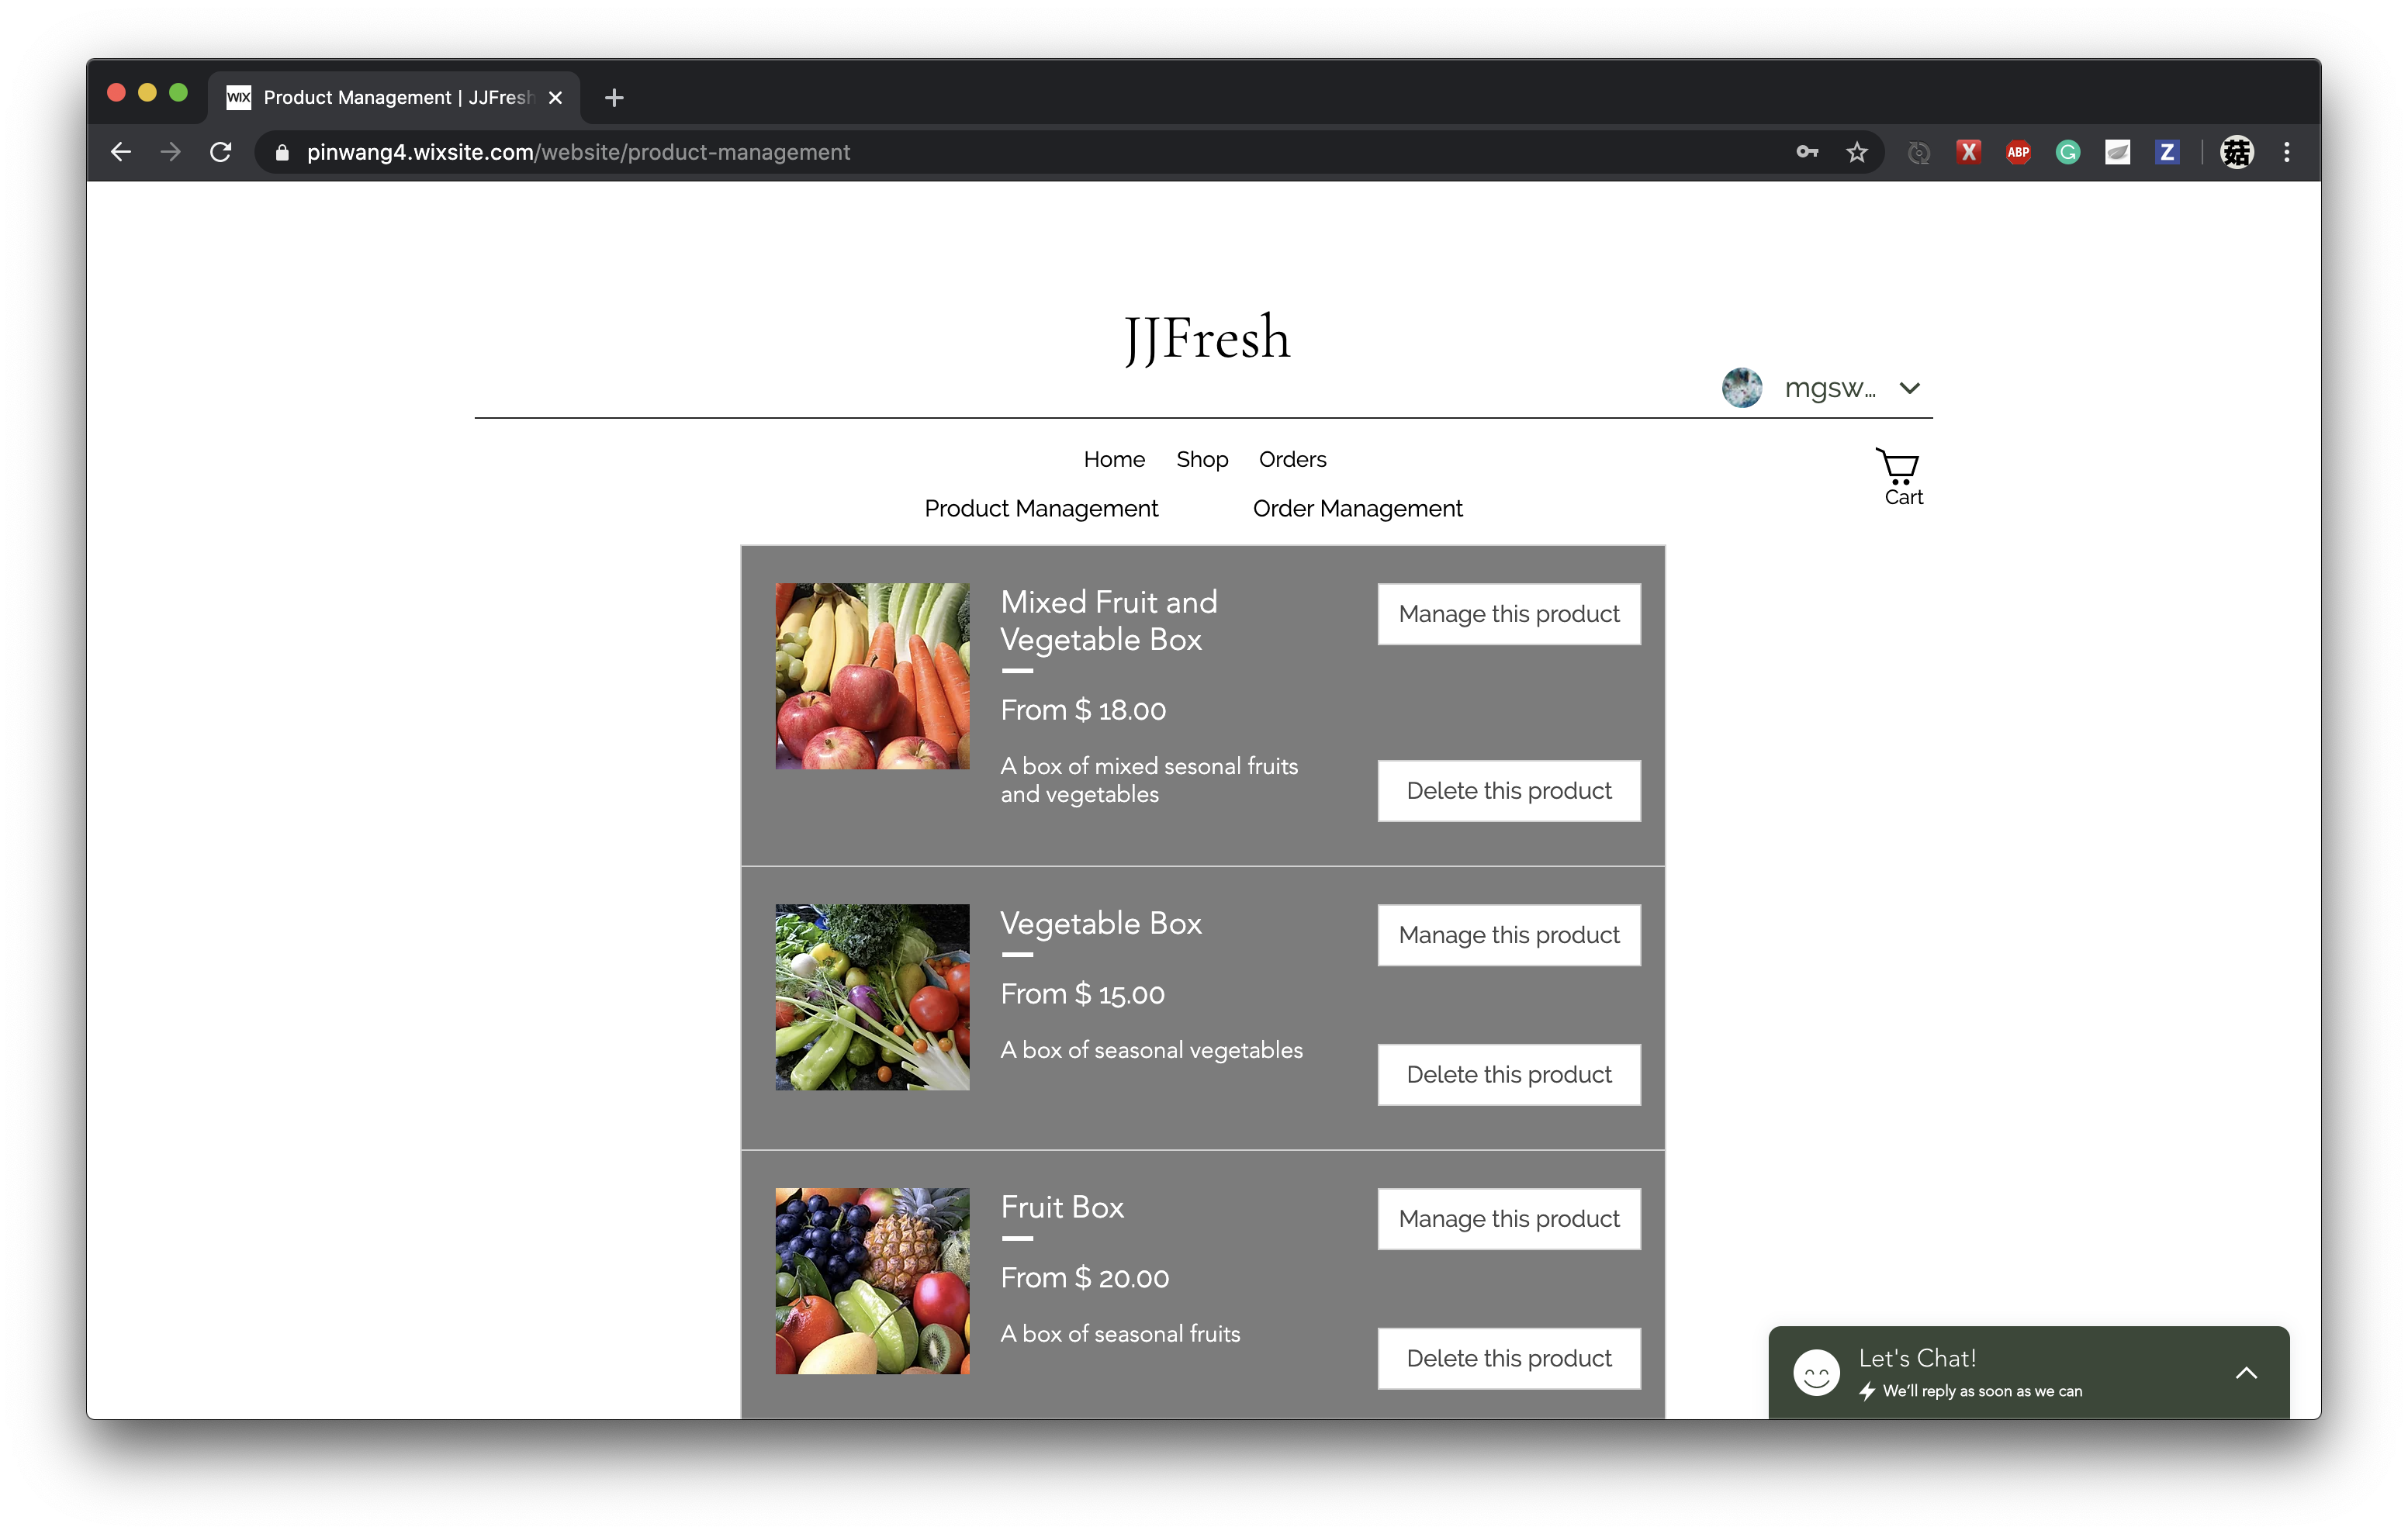 WIX Product Management | JJFresh
pinwang4.wixsite.com/website/product-management
X ABP G Z 菇
JJFresh
mgsw...
Home Shop Orders
Cart
Product Management Order Management
Mixed Fruit and
Vegetable Box
From $ 18.00
A box of mixed sesonal fruits
and vegetables
Manage this product
Delete this product
Vegetable Box
From $ 15.00
A box of seasonal vegetables
Manage this product
Delete this product
Fruit Box
From $ 20.00
A box of seasonal fruits
Manage this product
Delete this product
Let's Chat!
We'll reply as soon as we can